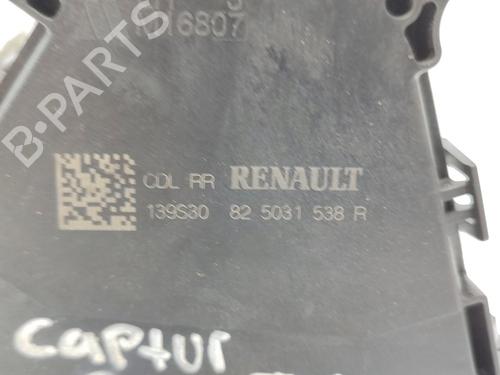 6807
B-PARTS
CDL RR RENAULT
139S30 82 5031 538 R
captur